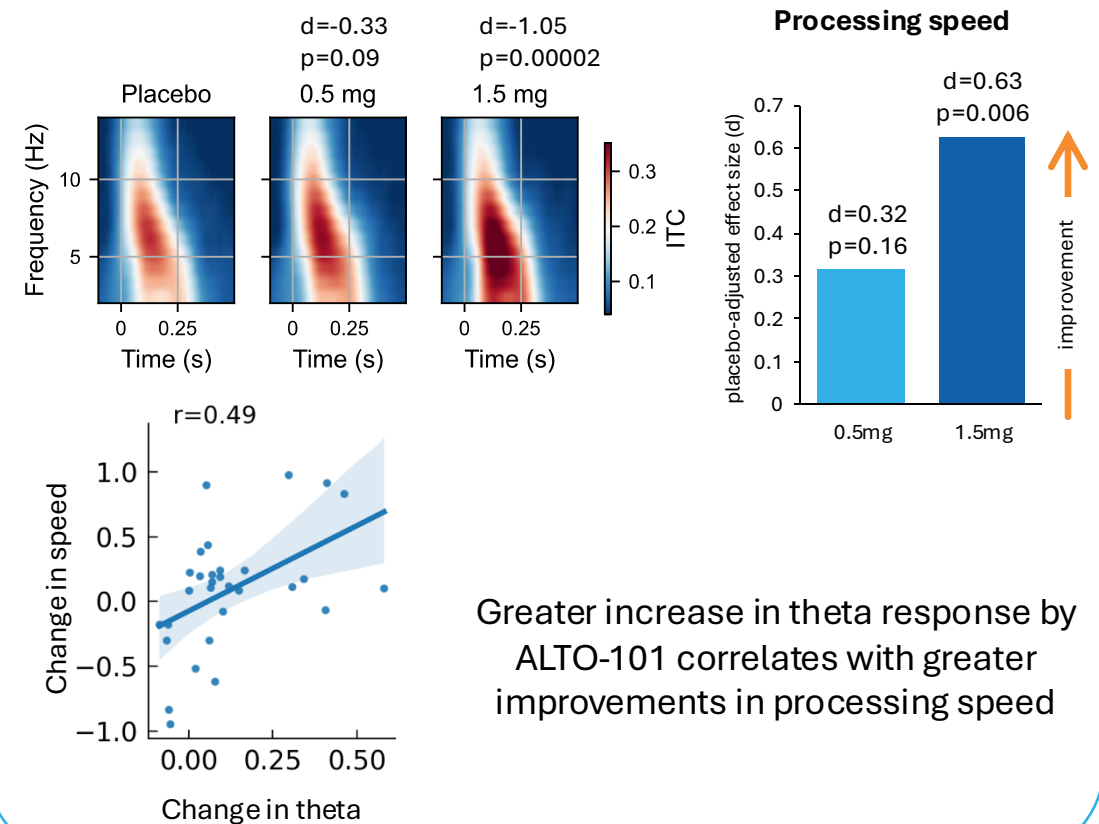 d=-0.33
p=0.09
d=-1.05
p=0.00002
Placebo
0.5 mg
1.5 mg
Frequency (Hz)
10
5
0
0.25
0
0.25
0
0.25
Time (s)
Time (s)
Time (s)
0.3
0.2
0.1
ITC
Processing speed
placebo-adjusted effect size (d)
0.7
0.6
0.5
0.4
0.3
0.2
0.1
0
d=0.32
p=0.16
d=0.63
p=0.006
0.5mg
1.5mg
improvement
r=0.49
Change in speed
1.0
0.5
0.0
−0.5
−1.0
0.00
0.25
0.50
Change in theta
Greater increase in theta response by
ALTO-101 correlates with greater
improvements in processing speed